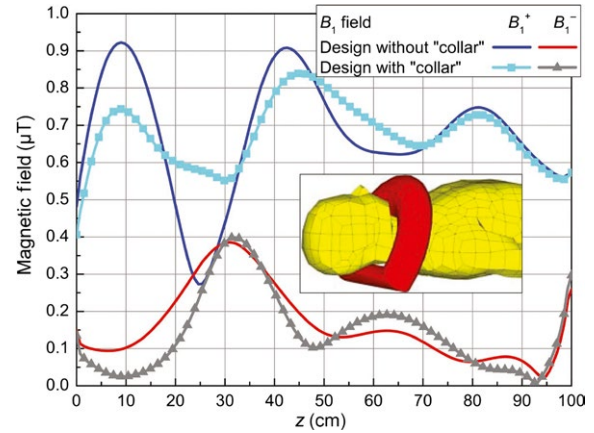 B₁ field B₁⁺ B₁⁻
Design without "collar"
Design with "collar"
Magnetic field (µT)
1.0
0.9
0.8
0.7
0.6
0.5
0.4
0.3
0.2
0.1
0.0
0 10 20 30 40 50 60 70 80 90 100
z (cm)